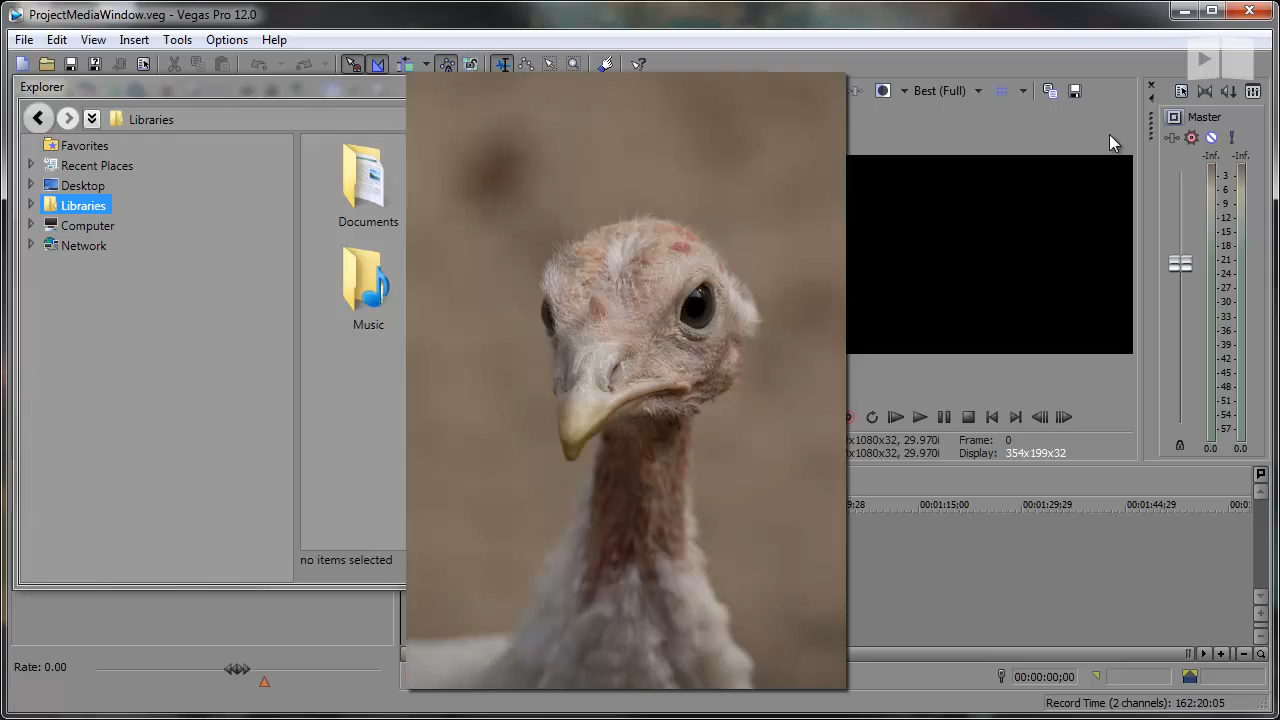 ProjectMediaWindow.veg - Vegas Pro 12.0
File Edit View Insert Tools Options Help
Explorer
Libraries
Best (Full)
Favorites
Recent Places
Desktop
Libraries
Computer
Network
Documents
Music
no items selected
Master
-Inf. -Inf.
3
6
9
12
15
18
21
24
27
30
33
36
39
42
45
48
51
54
57
0.0 0.0
x1080x32, 29.970i
Frame: 0
x1080x32, 29.970i
Display: 354x199x32
9;28 00:01:15;00 00:01:29;29 00:01:44;29 00:0
Rate: 0.00
00:00:00;00
Record Time (2 channels): 162:20:05